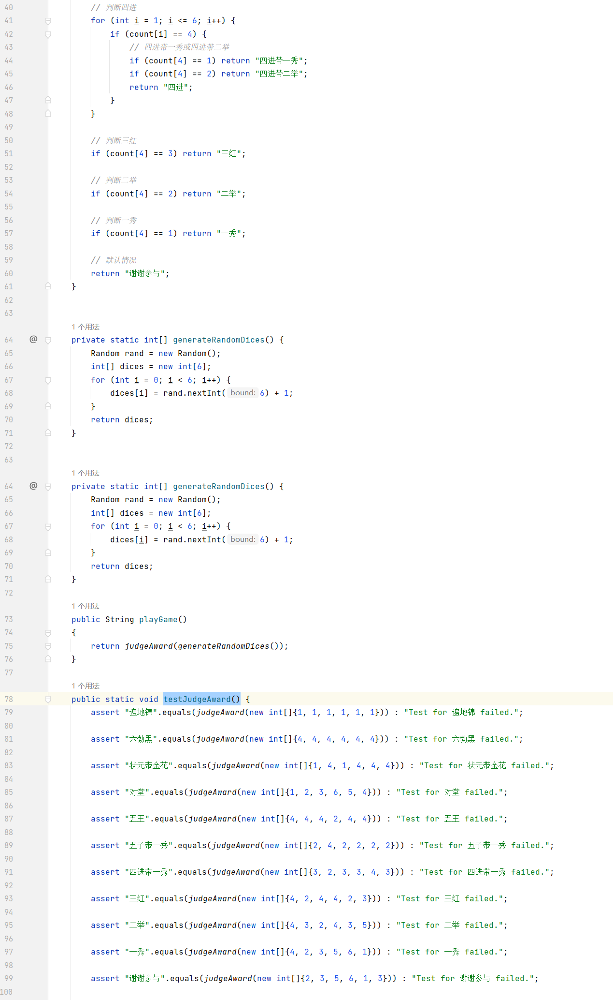 40 // 判断四进
41 for (int i = 1; i <= 6; i++) {
42 if (count[i] == 4) {
43 // 四进带一秀或四进带二举
44 if (count[4] == 1) return "四进带一秀";
45 if (count[4] == 2) return "四进带二举";
46 return "四进";
47 }
48 }
49
50 // 判断三红
51 if (count[4] == 3) return "三红";
52
53 // 判断二举
54 if (count[4] == 2) return "二举";
55
56 // 判断一秀
57 if (count[4] == 1) return "一秀";
58
59 // 默认情况
60 return "谢谢参与";
61 }
62
63
1 个用法
64 @ private static int[] generateRandomDices() {
65 Random rand = new Random();
66 int[] dices = new int[6];
67 for (int i = 0; i < 6; i++) {
68 dices[i] = rand.nextInt( bound: 6) + 1;
69 }
70 return dices;
71 }
72
63
1 个用法
64 @ private static int[] generateRandomDices() {
65 Random rand = new Random();
66 int[] dices = new int[6];
67 for (int i = 0; i < 6; i++) {
68 dices[i] = rand.nextInt( bound: 6) + 1;
69 }
70 return dices;
71 }
72
1 个用法
73 public String playGame()
74 {
75 return judgeAward(generateRandomDices());
76 }
77
1 个用法
78 public static void testJudgeAward() {
79 assert "遍地锦".equals(judgeAward(new int[]{1, 1, 1, 1, 1, 1})) : "Test for 遍地锦 failed.";
80
81 assert "六勃黑".equals(judgeAward(new int[]{4, 4, 4, 4, 4, 4})) : "Test for 六勃黑 failed.";
82
83 assert "状元带金花".equals(judgeAward(new int[]{1, 4, 1, 4, 4, 4})) : "Test for 状元带金花 failed.";
84
85 assert "对堂".equals(judgeAward(new int[]{1, 2, 3, 6, 5, 4})) : "Test for 对堂 failed.";
86
87 assert "五王".equals(judgeAward(new int[]{4, 4, 4, 2, 4, 4})) : "Test for 五王 failed.";
88
89 assert "五子带一秀".equals(judgeAward(new int[]{2, 4, 2, 2, 2, 2})) : "Test for 五子带一秀 failed.";
90
91 assert "四进带一秀".equals(judgeAward(new int[]{3, 2, 3, 3, 4, 3})) : "Test for 四进带一秀 failed.";
92
93 assert "三红".equals(judgeAward(new int[]{4, 2, 4, 4, 2, 3})) : "Test for 三红 failed.";
94
95 assert "二举".equals(judgeAward(new int[]{4, 3, 2, 4, 3, 5})) : "Test for 二举 failed.";
96
97 assert "一秀".equals(judgeAward(new int[]{4, 2, 3, 5, 6, 1})) : "Test for 一秀 failed.";
98
99 assert "谢谢参与".equals(judgeAward(new int[]{2, 3, 5, 6, 1, 3})) : "Test for 谢谢参与 failed.";
100